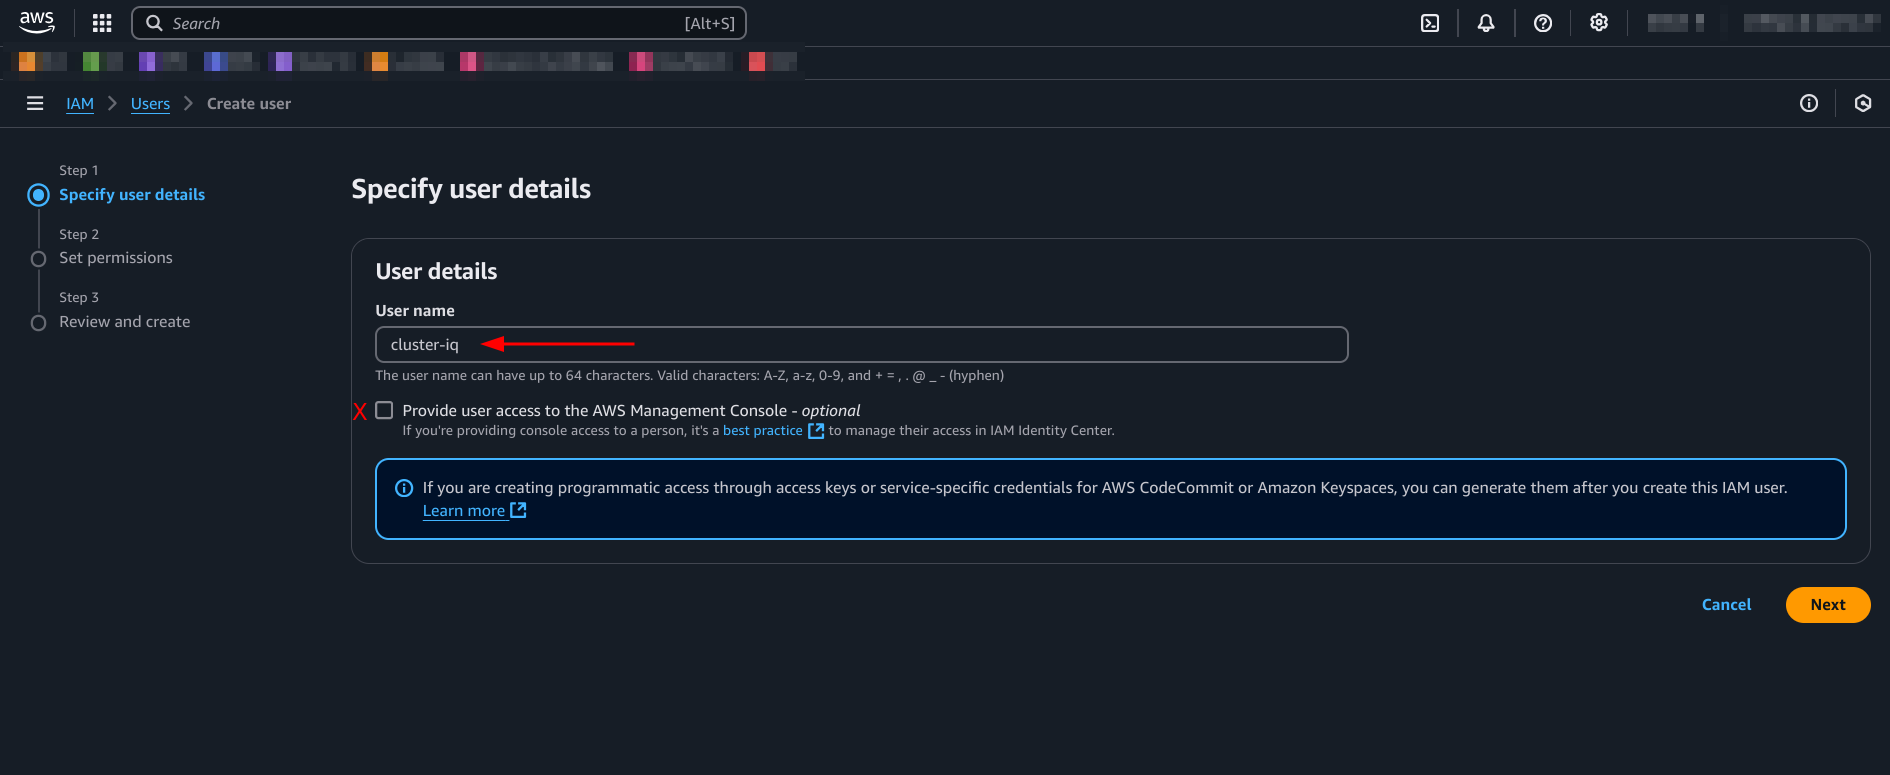 aws
Search [Alt+S]
IAM Users Create user
Step 1
Specify user details
Step 2
Set permissions
Step 3
Review and create
Specify user details
User details
User name
cluster-iq
The user name can have up to 64 characters. Valid characters: A-Z, a-z, 0-9, and + = , . @ _ - (hyphen)
X Provide user access to the AWS Management Console - optional
If you're providing console access to a person, it's a best practice to manage their access in IAM Identity Center.
If you are creating programmatic access through access keys or service-specific credentials for AWS CodeCommit or Amazon Keyspaces, you can generate them after you create this IAM user.
Learn more
Cancel Next